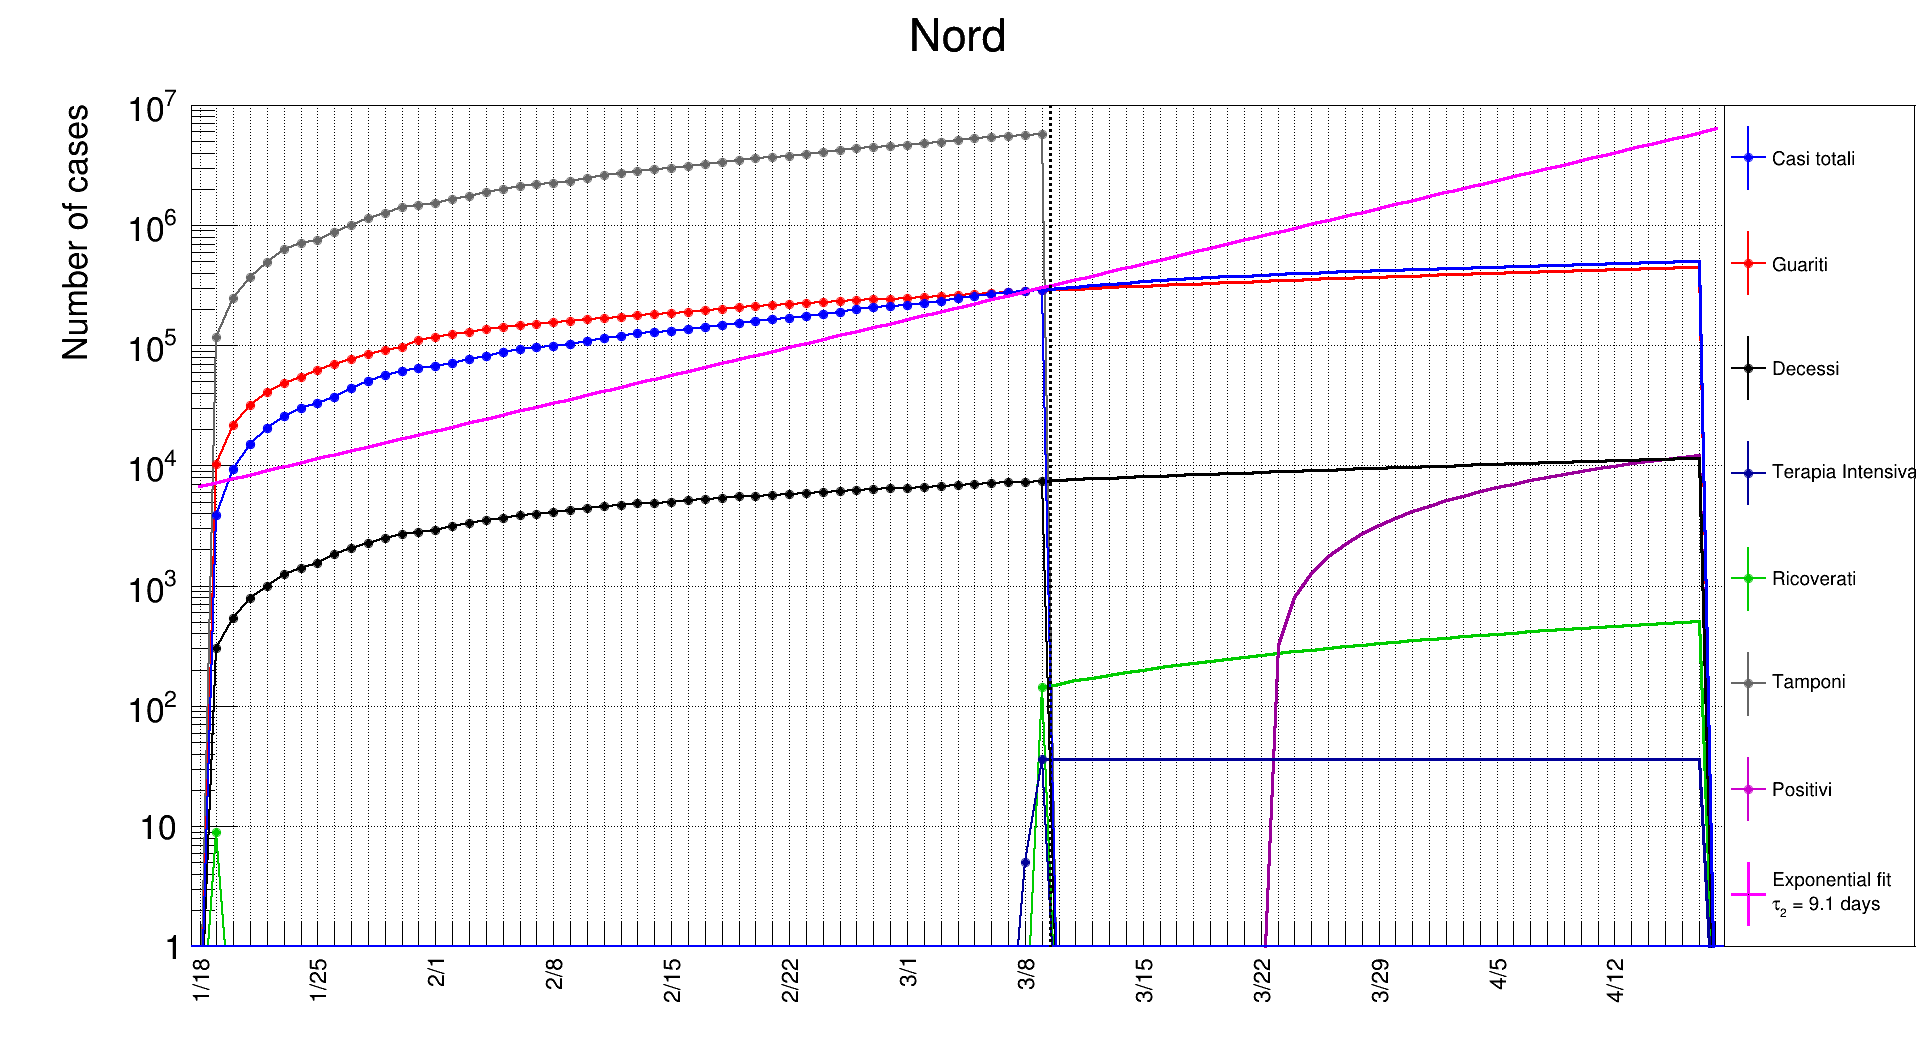 Nord
Number of cases
10^7
10^6
10^5
10^4
10^3
10^2
10
1
1/18
1/25
2/1
2/8
2/15
2/22
3/1
3/8
3/15
3/22
3/29
4/5
4/12
Casi totali
Guariti
Decessi
Terapia Intensiva
Ricoverati
Tamponi
Positivi
Exponential fit
τ₂ = 9.1 days